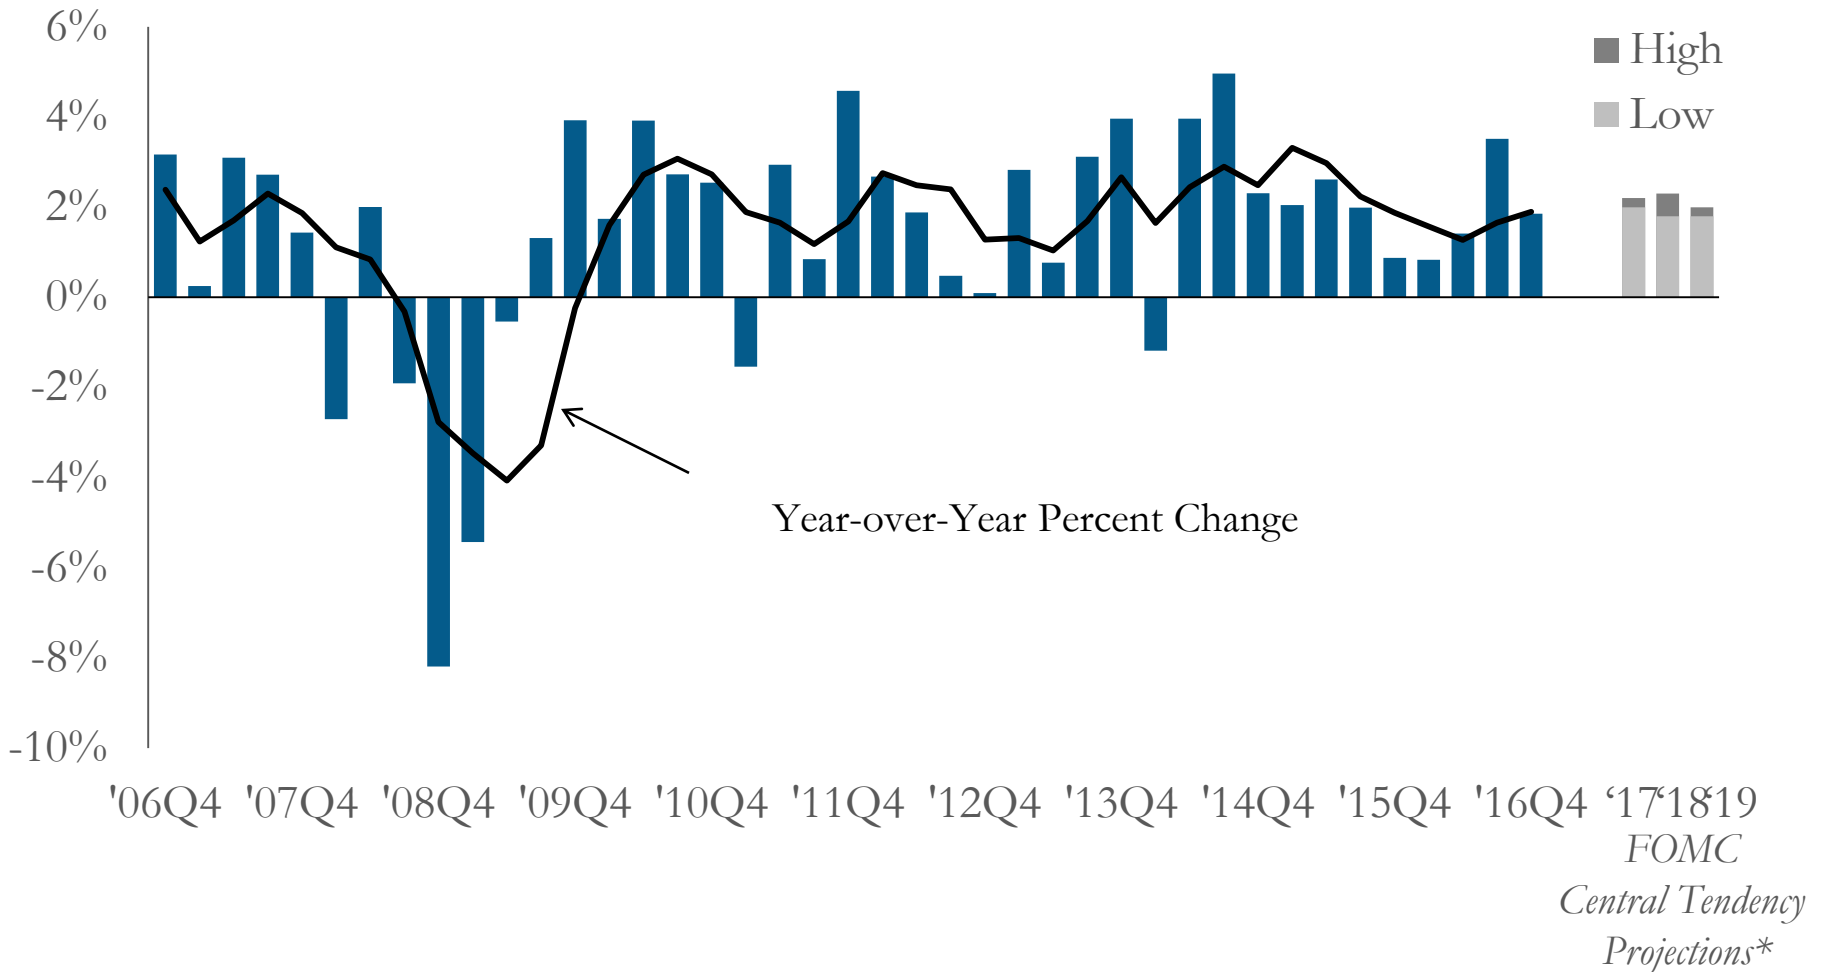 6%
High
4%
Low
2%
0%
-2%
-4%
Year-over-Year Percent Change
-6%
-8%
-10%
'06Q4 '07Q4 '08Q4 '09Q4 '10Q4 '11Q4 '12Q4 '13Q4 '14Q4 '15Q4 '16Q4 ‘17‘18‘19
FOMC
Central Tendency
Projections*